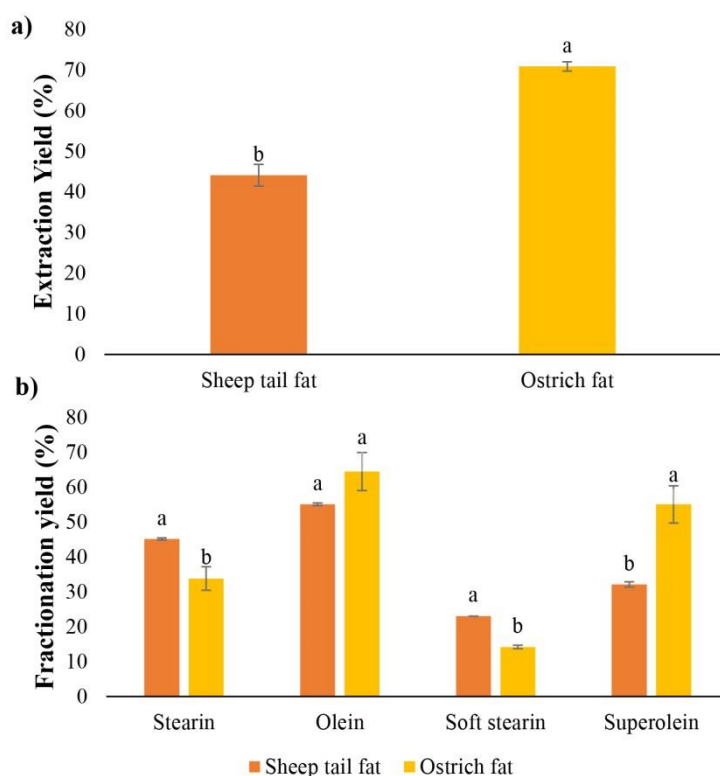 a)
Extraction Yield (%)
80
70
60
50
40
30
20
10
0
b
a
Sheep tail fat
Ostrich fat
b)
Fractionation yield (%)
80
70
60
50
40
30
20
10
0
a
b
a
a
a
b
b
a
Stearin
Olein
Soft stearin
Superolein
Sheep tail fat
Ostrich fat